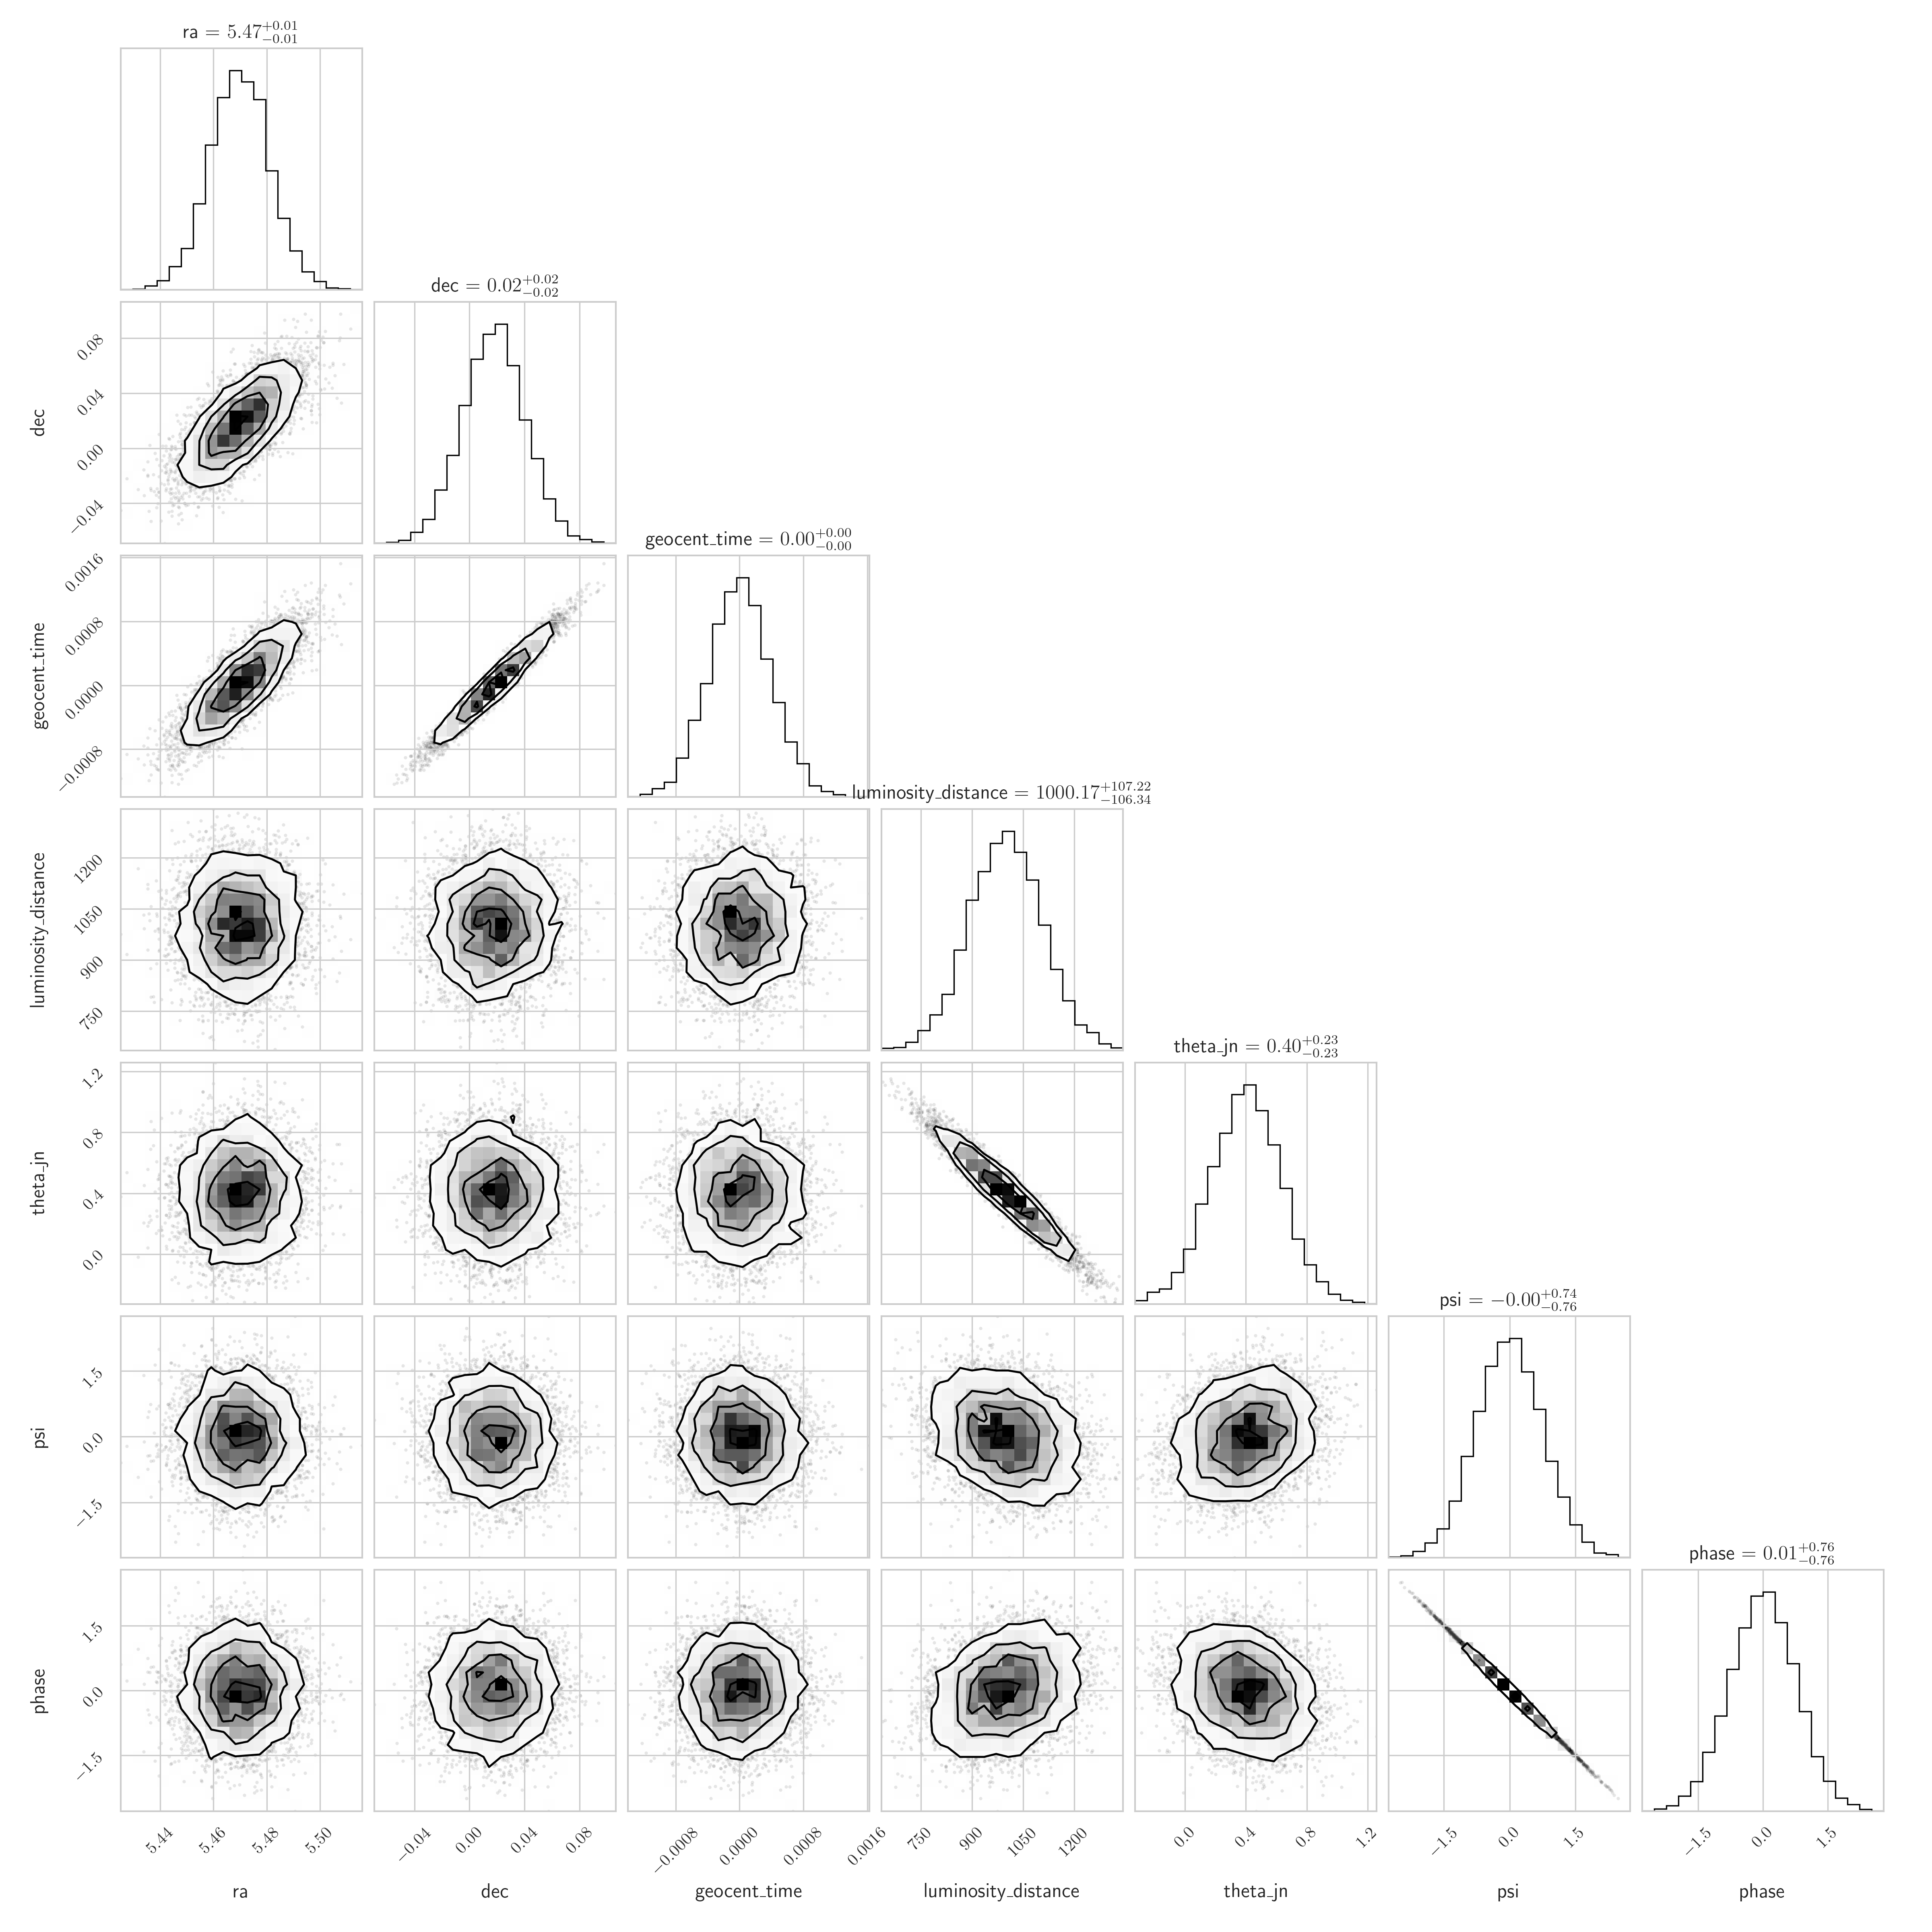 ra = 5.47^{+0.01}_{-0.01}
dec = 0.02^{+0.02}_{-0.02}
dec
0.08
0.04
0.00
−0.04
geocent_time = 0.00^{+0.00}_{-0.00}
geocent_time
0.0016
0.0008
0.0000
−0.0008
luminosity_distance = 1000.17^{+107.22}_{-106.34}
luminosity_distance
1200
1050
900
750
theta_jn = 0.40^{+0.23}_{-0.23}
theta_jn
1.2
0.8
0.4
0.0
psi = −0.00^{+0.74}_{-0.76}
psi
1.5
0.0
−1.5
phase = 0.01^{+0.76}_{-0.76}
phase
1.5
0.0
−1.5
5.44 5.46 5.48 5.50 −0.04 0.00 0.04 0.08 −0.0008 0.0000 0.0008 0.0016 750 900 1050 1200 0.0 0.4 0.8 1.2 −1.5 0.0 1.5 −1.5 0.0 1.5
ra dec geocent_time luminosity_distance theta_jn psi phase